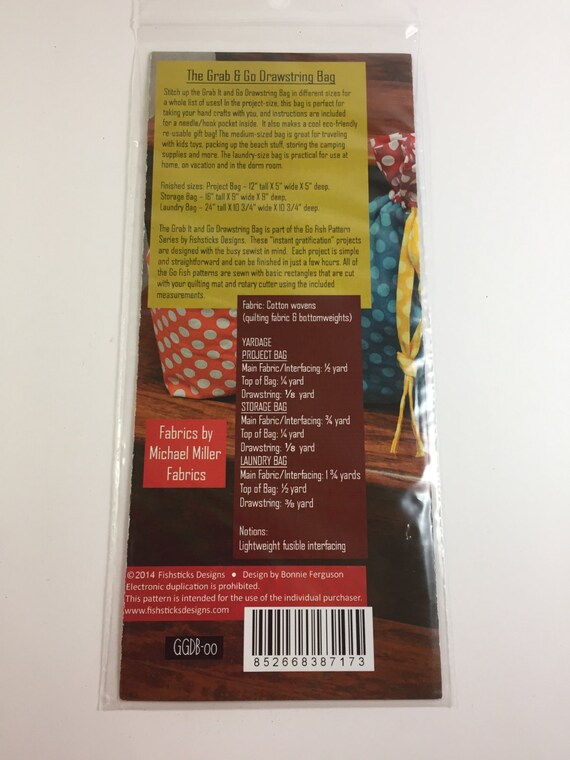 The Grab & Go Drawstring Bag
Stitch up the Grab It and Go Drawstring Bag in different sizes for
a whole list of uses! In the project-size, this bag is perfect for
taking your hand crafts with you, and instructions are included
for a needle/hook pocket inside. It also makes a cool eco-friendly
re-usable gift bag! The medium-sized bag is great for traveling
with kids toys, packing up the beach stuff, storing the camping
supplies and more. The laundry-size bag is practical for use at
home, on vacation and in the dorm room.
Finished sizes: Project Bag - 12" tall X 5" wide X 5" deep,
Storage Bag - 16" tall X 9" wide X 9" deep,
Laundry Bag - 24" tall X 10 3/4" wide X 10 3/4" deep.
The Grab It and Go Drawstring Bag is part of the Go Fish Pattern
Series by Fishsticks Designs. These "instant gratification" projects
are designed with the busy sewist in mind. Each project is simple
and straightforward and can be finished in just a few hours. All of
the Go Fish patterns are sewn with basic rectangles that are cut
with your quilting mat and rotary cutter using the included
measurements.
Fabric: Cotton wovens
(quilting fabric & bottomweights)
YARDAGE
PROJECT BAG
Main Fabric/Interfacing: ½ yard
Top of Bag: ¼ yard
Drawstring: ⅛ yard
STORAGE BAG
Main Fabric/Interfacing: ¾ yard
Top of Bag: ¼ yard
Drawstring: ⅛ yard
LAUNDRY BAG
Main Fabric/Interfacing: 1 ¾ yards
Top of Bag: ½ yard
Drawstring: yard
Notions:
Lightweight fusible interfacing
Fabrics by
Michael Miller
Fabrics
©2014 Fishsticks Designs • Design by Bonnie Ferguson
Electronic duplication is prohibited.
This pattern is intended for the use of the individual purchaser.
www.fishsticksdesigns.com
GGDB-00
852668387173